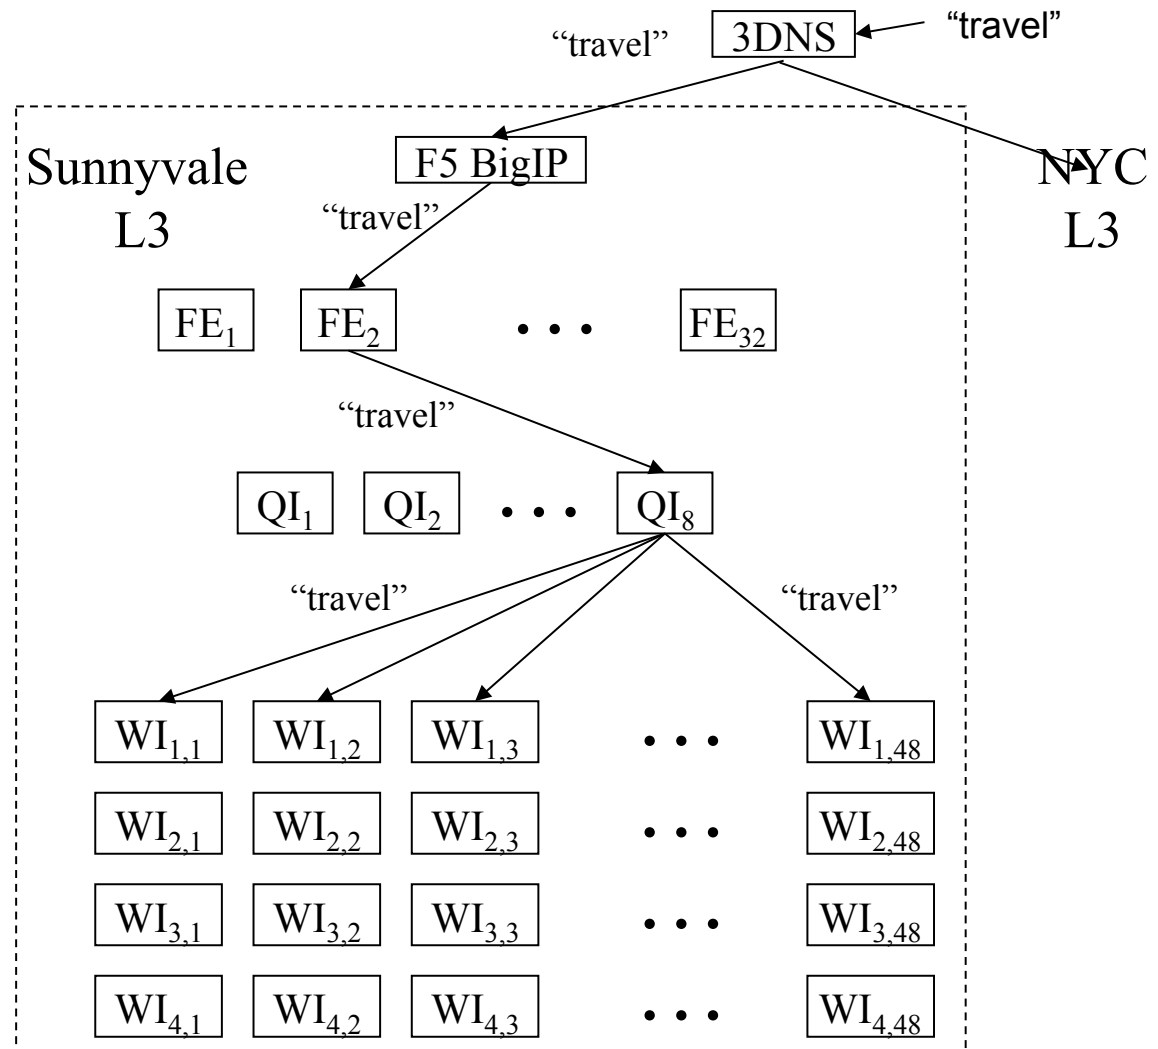 “travel” 3DNS “travel”
Sunnyvale
L3
F5 BigIP
NYC
L3
“travel”
FE1 FE2 • • • FE32
“travel”
QI1 QI2 • • • QI8
“travel” “travel”
WI1,1 WI1,2 WI1,3 • • • WI1,48
WI2,1 WI2,2 WI2,3 • • • WI2,48
WI3,1 WI3,2 WI3,3 • • • WI3,48
WI4,1 WI4,2 WI4,3 • • • WI4,48